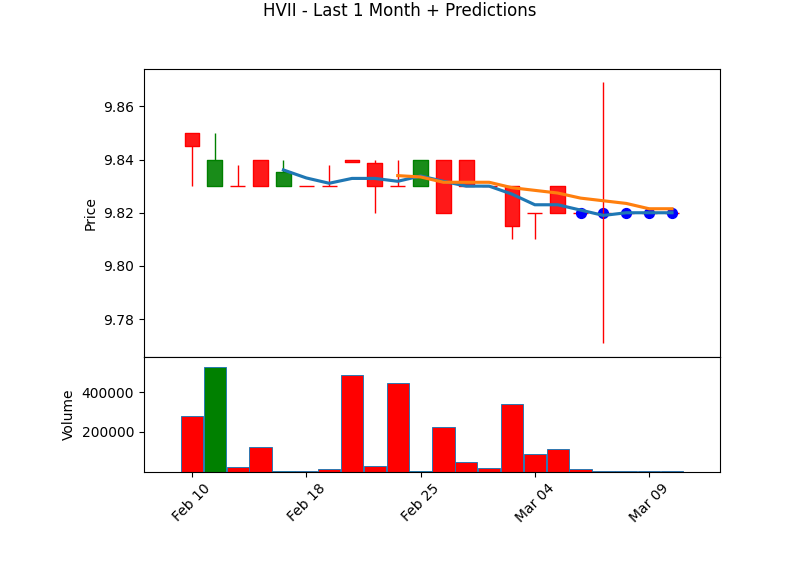 HVII - Last 1 Month + Predictions
9.86
9.84
9.82
9.80
9.78
Price
400000
200000
Volume
Feb 10
Feb 18
Feb 25
Mar 04
Mar 09